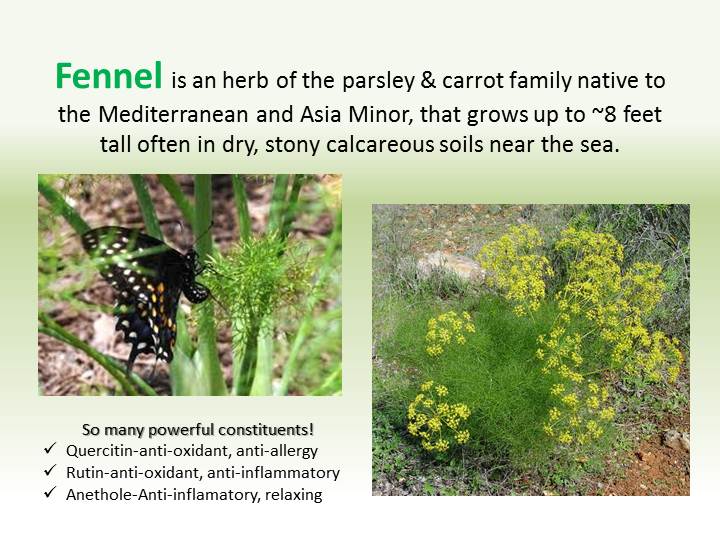 Fennel is an herb of the parsley & carrot family native to
the Mediterranean and Asia Minor, that grows up to ~8 feet
tall often in dry, stony calcareous soils near the sea.
So many powerful constituents!
✓ Quercitin-anti-oxidant, anti-allergy
✓ Rutin-anti-oxidant, anti-inflammatory
✓ Anethole-Anti-inflamatory, relaxing